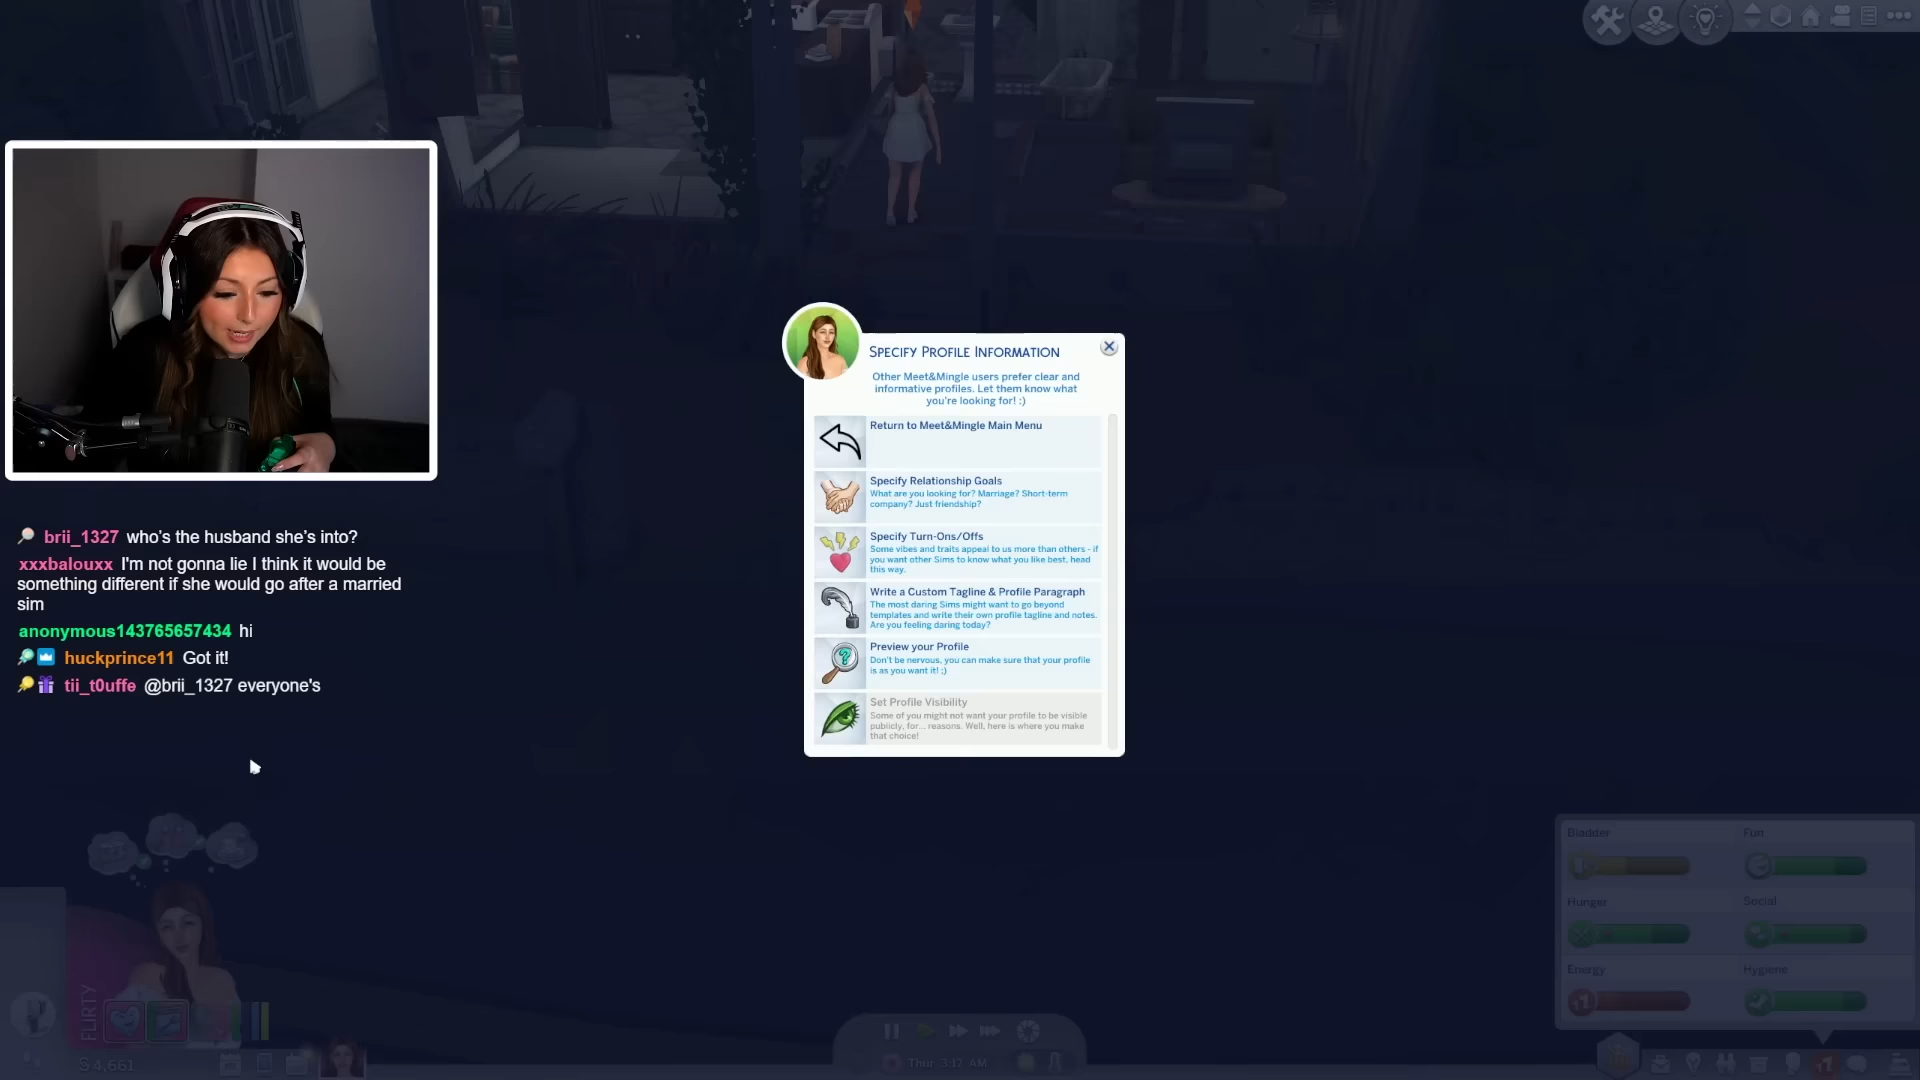 SPECIFY PROFILE INFORMATION
Other Meet&Mingle users prefer clear and
informative profiles. Let them know what
you're looking for! :)
Return to Meet&Mingle Main Menu
Specify Relationship Goals
What are you looking for? Marriage? Short-term
company? Just friendship?
Specify Turn-Ons/Offs
Some vibes and traits appeal to us more than others - if
you want other Sims to know what you like best, head
this way.
Write a Custom Tagline & Profile Paragraph
The most daring Sims might want to go beyond
templates and write their own profile tagline and notes.
Are you feeling daring today?
Preview your Profile
Don't be nervous, you can make sure that your profile
is as you want it! ;)
Set Profile Visibility
Some of you might not want your profile to be visible
publicly, for... reasons. Well, here is where you make
that choice!
brii_1327 who's the husband she's into?
xxxbalouxx I'm not gonna lie I think it would be
something different if she would go after a married
sim
anonymous143765657434 hi
huckprince11 Got it!
tii_t0uffe @brii_1327 everyone's
Bladder Fun
Hunger Social
Energy Hygiene
FLIRTY
§4,661
Thur. 3:17 AM